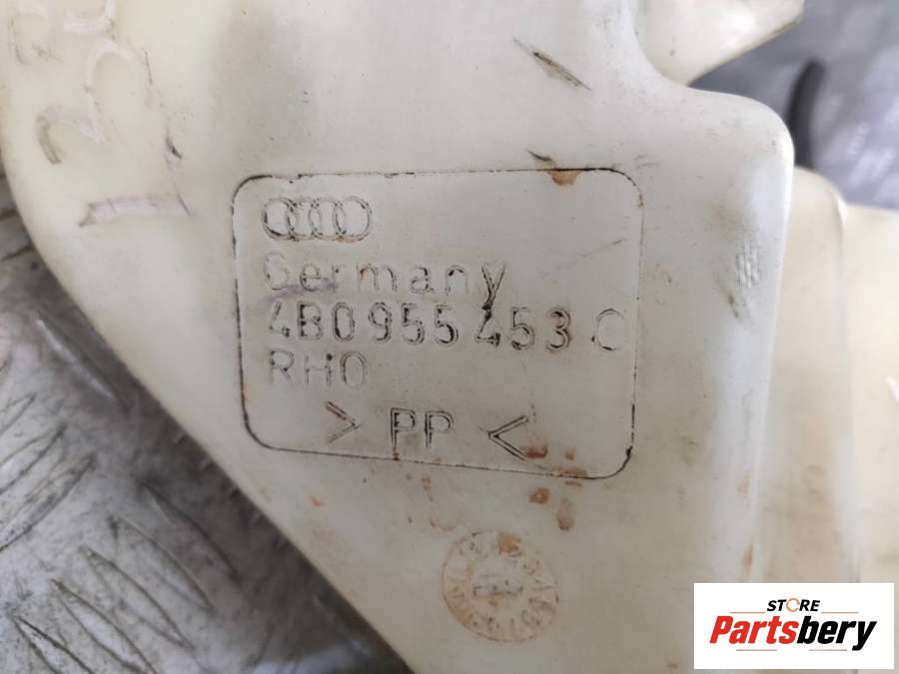 Germany
4B0955453C
RHO
> PP <
STORE
Partsbery